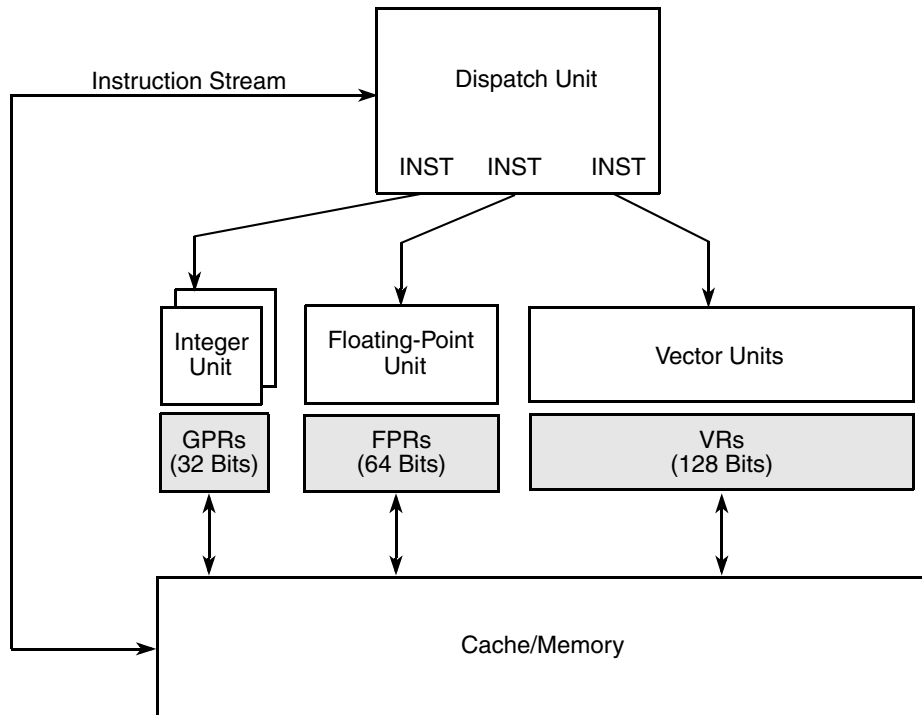 Instruction Stream
Dispatch Unit
INST INST INST
Integer
Unit
Floating-Point
Unit
Vector Units
GPRs
(32 Bits)
FPRs
(64 Bits)
VRs
(128 Bits)
Cache/Memory